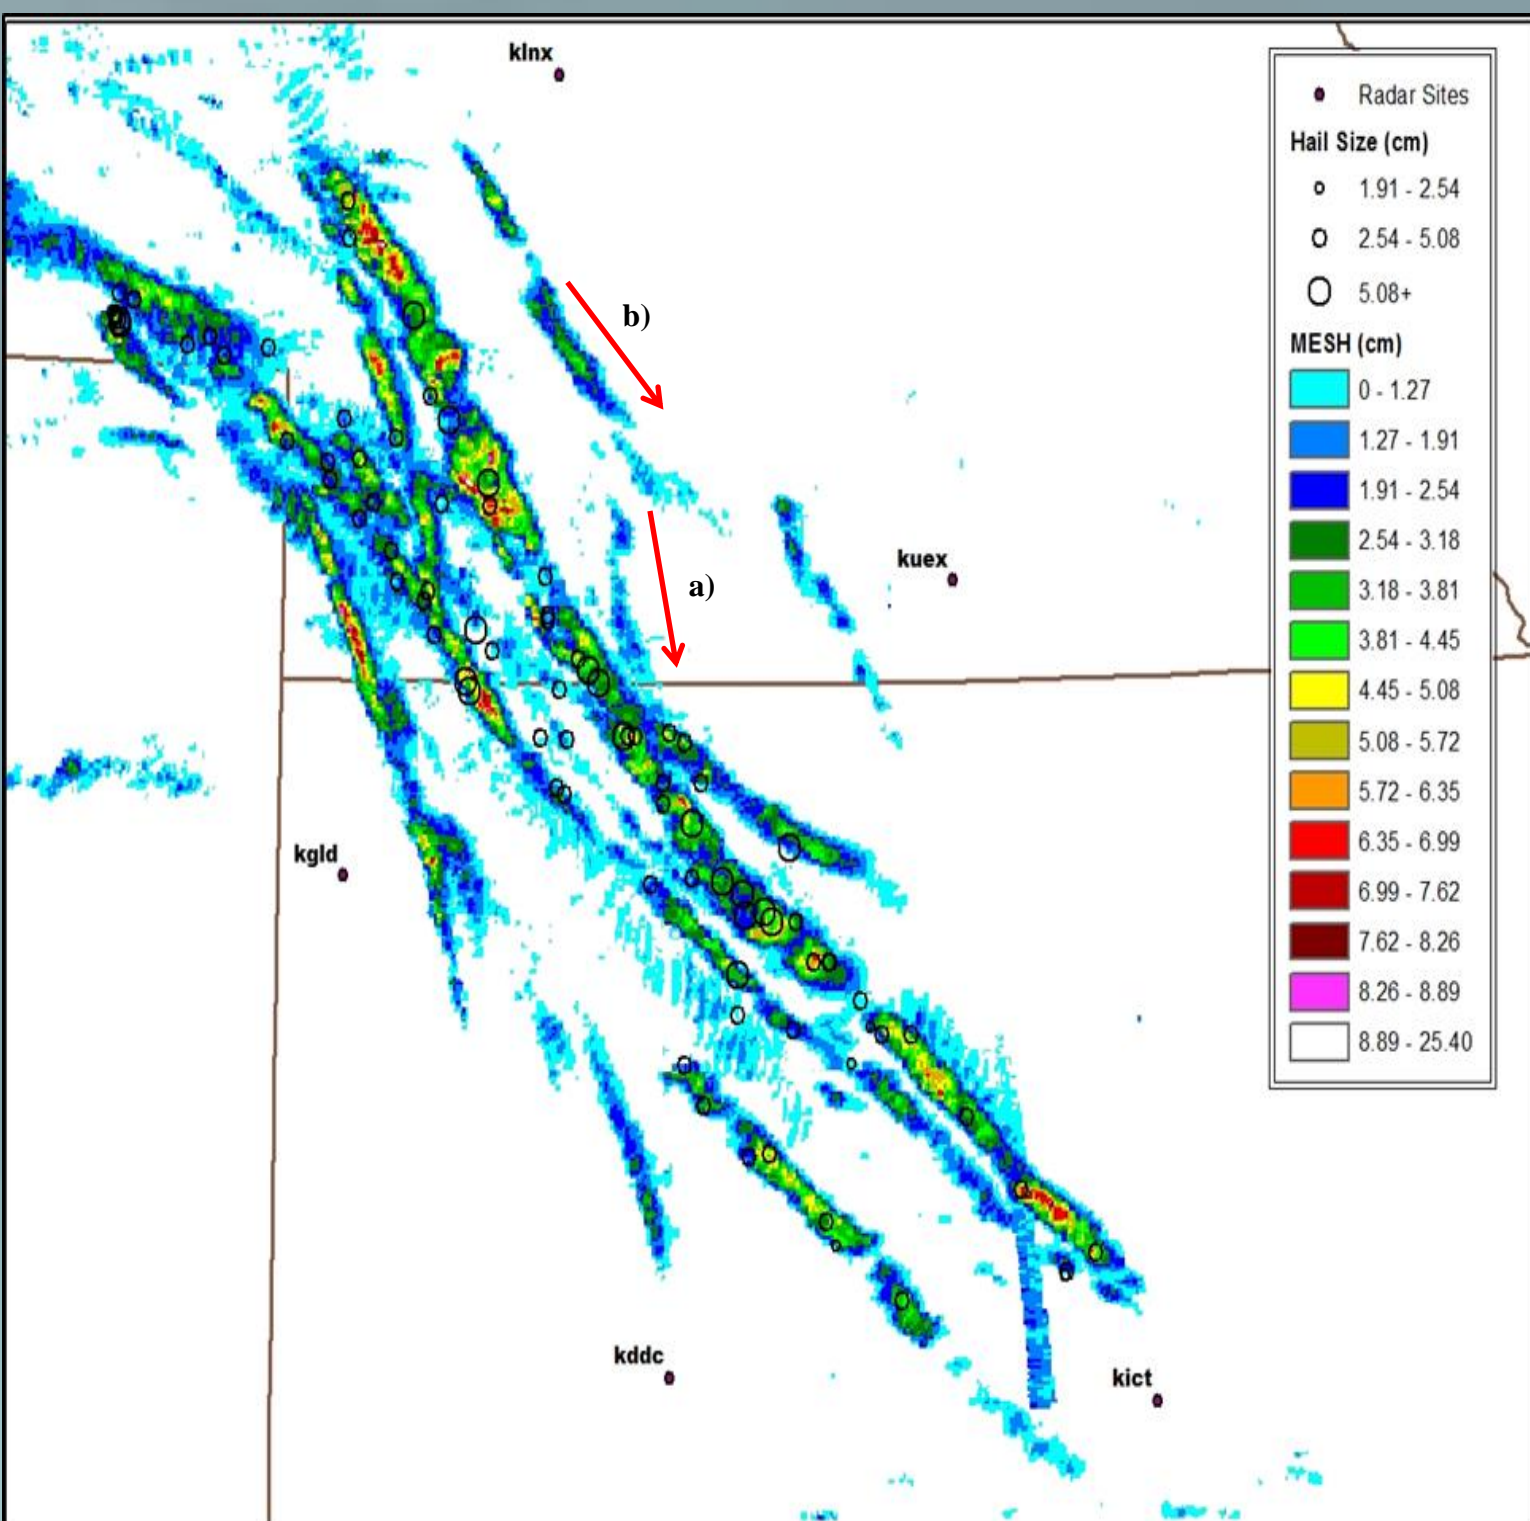 klnx
b)
a)
kuex
kgld
kddc
kict
Radar Sites
Hail Size (cm)
1.91 - 2.54
2.54 - 5.08
5.08+
MESH (cm)
0 - 1.27
1.27 - 1.91
1.91 - 2.54
2.54 - 3.18
3.18 - 3.81
3.81 - 4.45
4.45 - 5.08
5.08 - 5.72
5.72 - 6.35
6.35 - 6.99
6.99 - 7.62
7.62 - 8.26
8.26 - 8.89
8.89 - 25.40